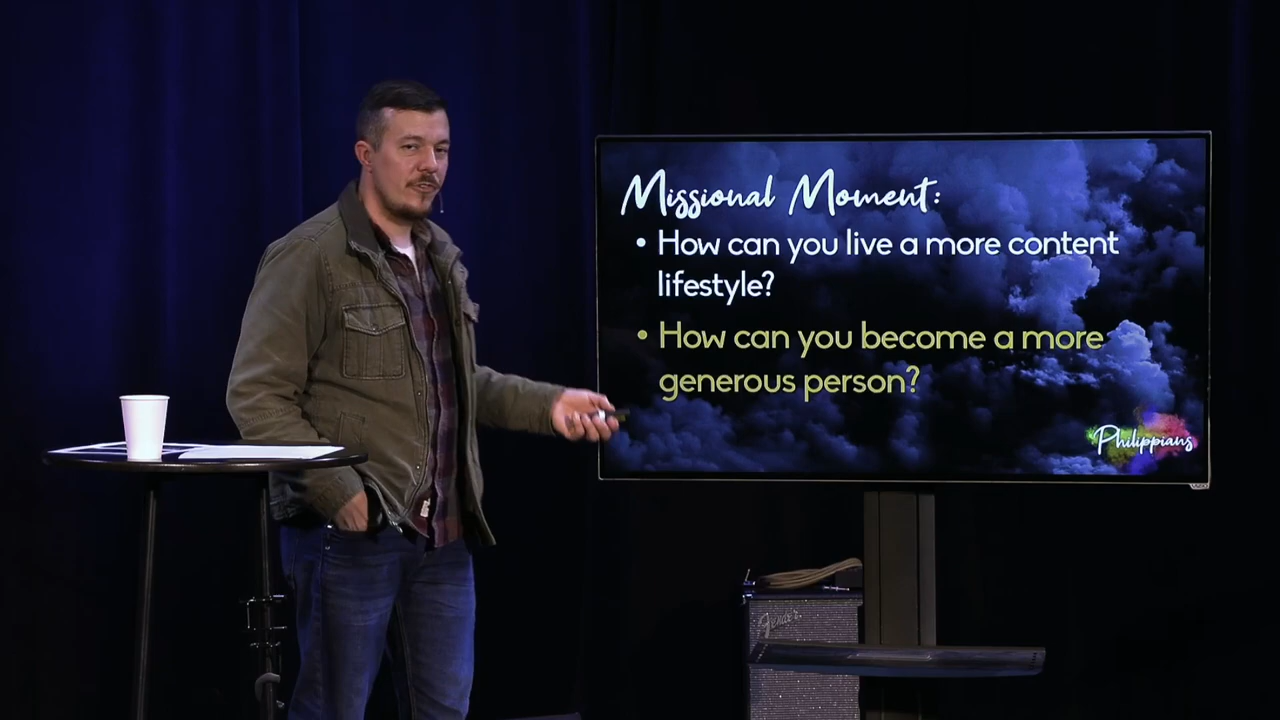 Missional Moment:
• How can you live a more content
lifestyle?
• How can you become a more
generous person?
Philippians
Fender